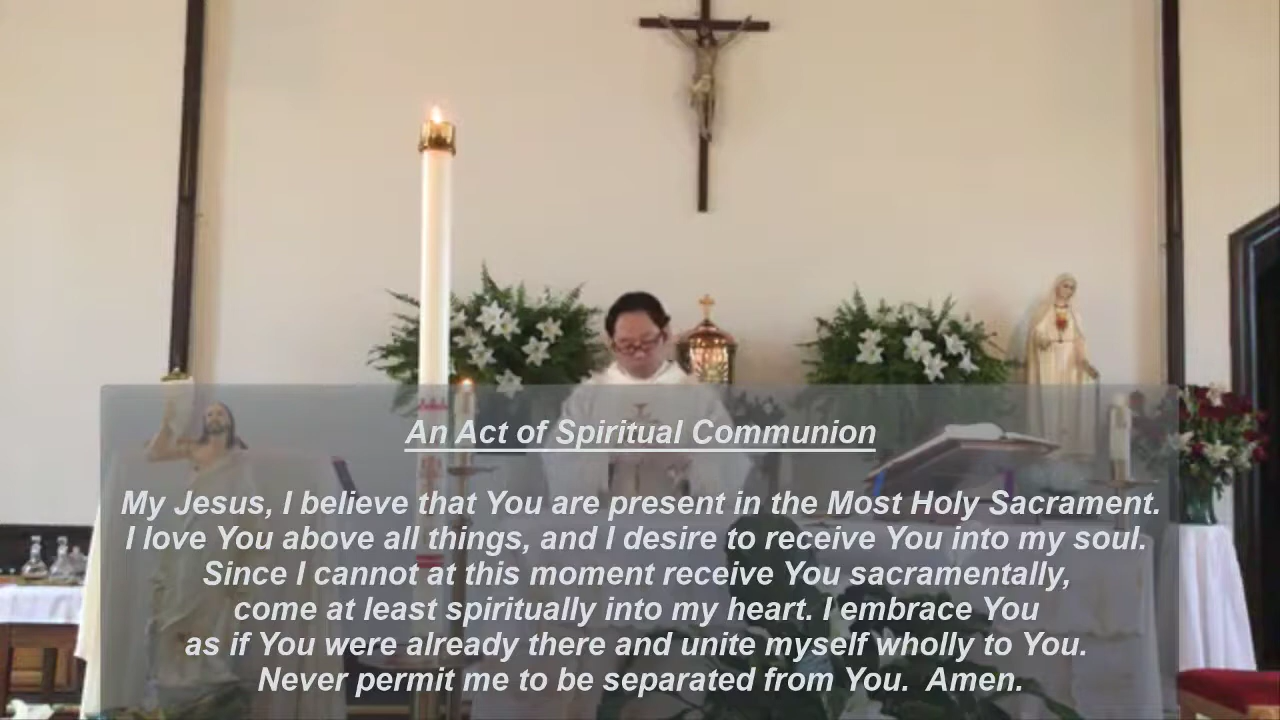 An Act of Spiritual Communion
My Jesus, I believe that You are present in the Most Holy Sacrament.
I love You above all things, and I desire to receive You into my soul.
Since I cannot at this moment receive You sacramentally,
come at least spiritually into my heart. I embrace You
as if You were already there and unite myself wholly to You.
Never permit me to be separated from You.  Amen.